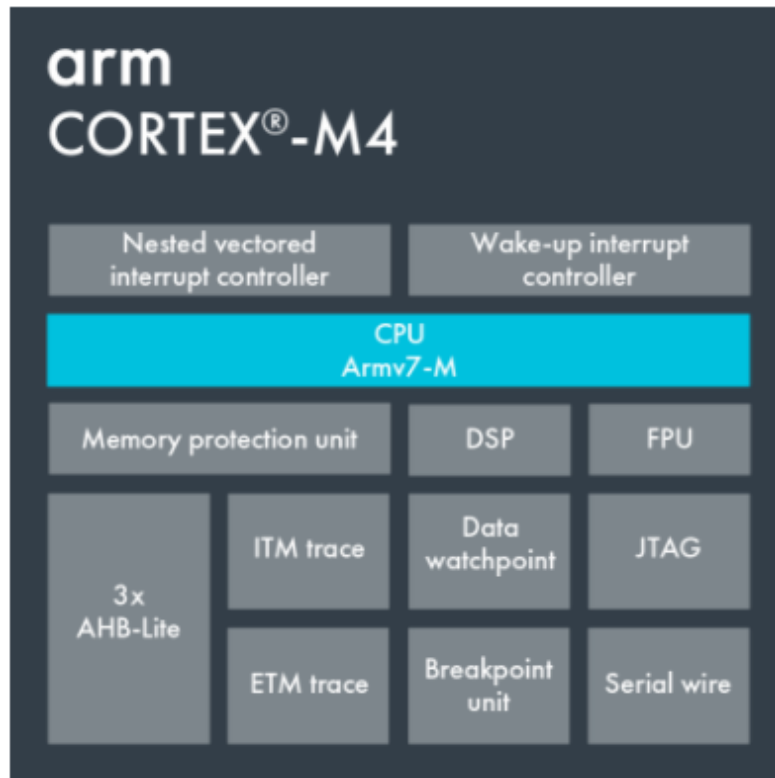 arm
CORTEX®-M4
Nested vectored
interrupt controller
Wake-up interrupt
controller
CPU
Armv7-M
Memory protection unit
DSP
FPU
3x
AHB-Lite
ITM trace
Data
watchpoint
JTAG
ETM trace
Breakpoint
unit
Serial wire